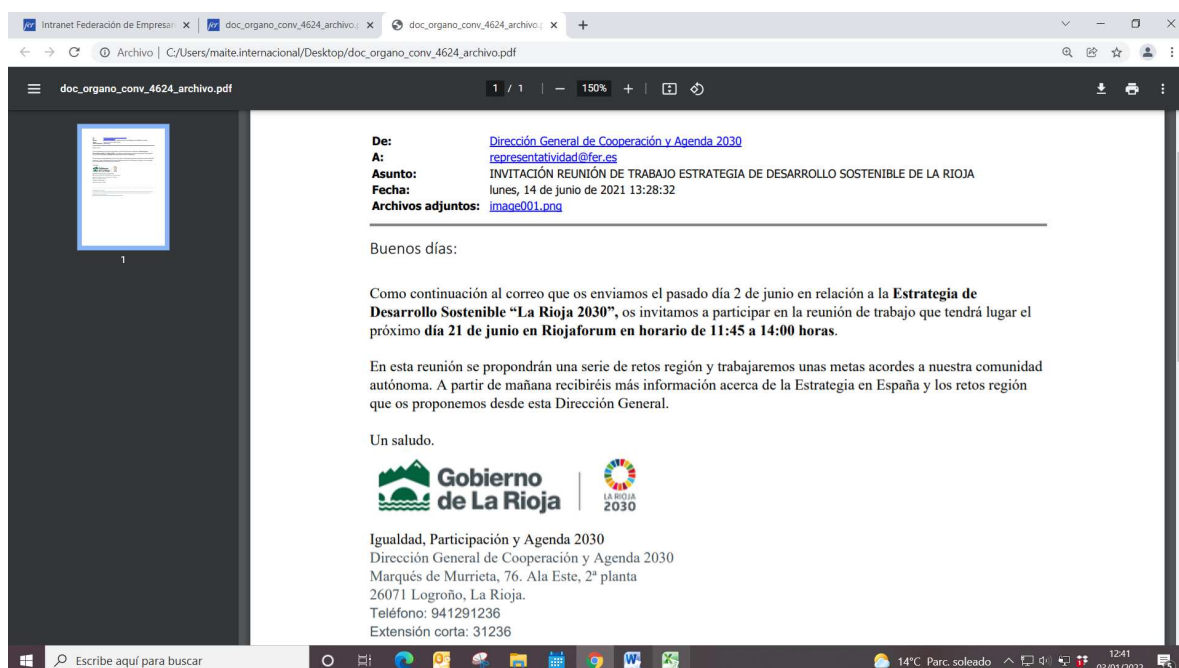 Intranet Federación de Empresar
doc_organo_conv_4624_archivo.p
doc_organo_conv_4624_archivo.p
Archivo | C:/Users/maite.internacional/Desktop/doc_organo_conv_4624_archivo.pdf
doc_organo_conv_4624_archivo.pdf
1 / 1
150%
1
De: Dirección General de Cooperación y Agenda 2030
A: representatividad@fer.es
Asunto: INVITACIÓN REUNIÓN DE TRABAJO ESTRATEGIA DE DESARROLLO SOSTENIBLE DE LA RIOJA
Fecha: lunes, 14 de junio de 2021 13:28:32
Archivos adjuntos: image001.png
Buenos días:
Como continuación al correo que os enviamos el pasado día 2 de junio en relación a la Estrategia de
Desarrollo Sostenible “La Rioja 2030”, os invitamos a participar en la reunión de trabajo que tendrá lugar el
próximo día 21 de junio en Riojaforum en horario de 11:45 a 14:00 horas.
En esta reunión se propondrán una serie de retos región y trabajaremos unas metas acordes a nuestra comunidad
autónoma. A partir de mañana recibiréis más información acerca de la Estrategia en España y los retos región
que os proponemos desde esta Dirección General.
Un saludo.
Gobierno
de La Rioja
LA RIOJA
2030
Igualdad, Participación y Agenda 2030
Dirección General de Cooperación y Agenda 2030
Marqués de Murrieta, 76. Ala Este, 2ª planta
26071 Logroño, La Rioja.
Teléfono: 941291236
Extensión corta: 31236
Escribe aquí para buscar
14°C Parc. soleado
12:41
03/01/2022